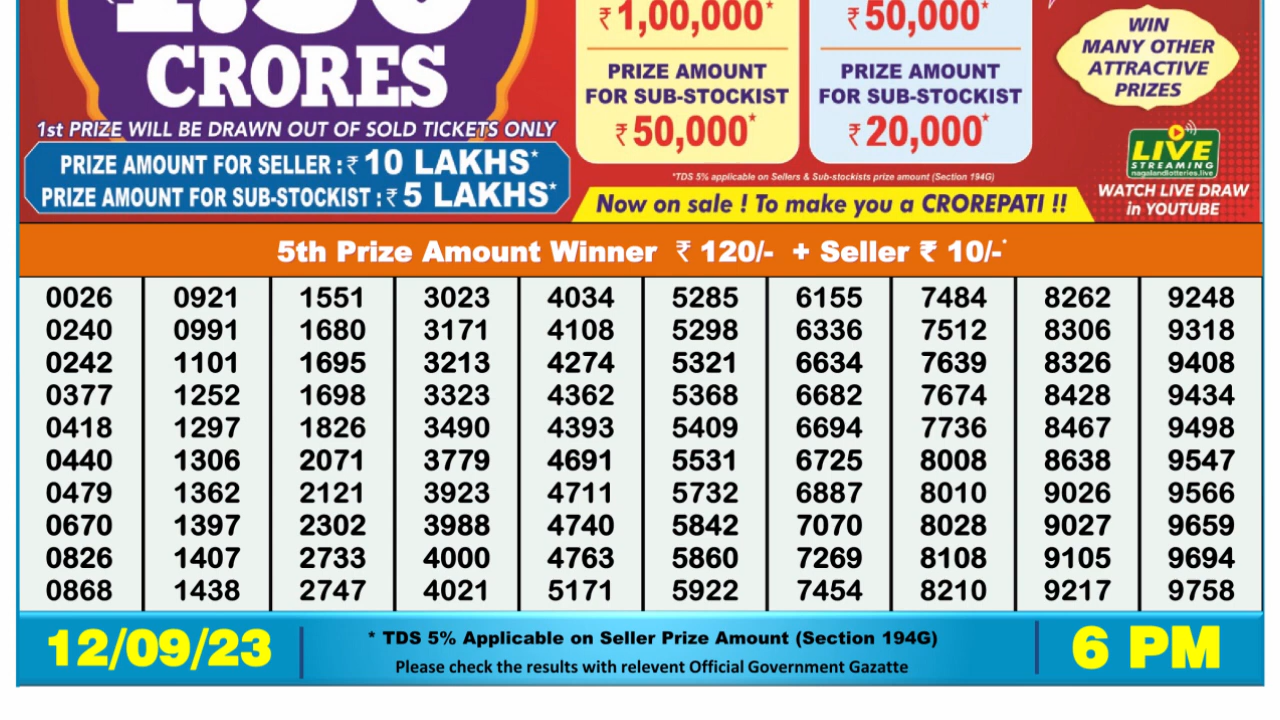 CRORES
1st PRIZE WILL BE DRAWN OUT OF SOLD TICKETS ONLY
PRIZE AMOUNT FOR SELLER : ₹ 10 LAKHS*
PRIZE AMOUNT FOR SUB-STOCKIST : ₹ 5 LAKHS*
₹ 1,00,000*
PRIZE AMOUNT
FOR SUB-STOCKIST
₹ 50,000*
₹ 50,000*
PRIZE AMOUNT
FOR SUB-STOCKIST
₹ 20,000*
*TDS 5% applicable on Sellers & Sub-stockists prize amount (Section 194G)
Now on sale ! To make you a CROREPATI !!
WIN
MANY OTHER
ATTRACTIVE
PRIZES
LIVE
STREAMING
nagalandlotteries.live
WATCH LIVE DRAW
in YOUTUBE
5th Prize Amount Winner ₹ 120/- + Seller ₹ 10/-*
0026 0921 1551 3023 4034 5285 6155 7484 8262 9248
0240 0991 1680 3171 4108 5298 6336 7512 8306 9318
0242 1101 1695 3213 4274 5321 6634 7639 8326 9408
0377 1252 1698 3323 4362 5368 6682 7674 8428 9434
0418 1297 1826 3490 4393 5409 6694 7736 8467 9498
0440 1306 2071 3779 4691 5531 6725 8008 8638 9547
0479 1362 2121 3923 4711 5732 6887 8010 9026 9566
0670 1397 2302 3988 4740 5842 7070 8028 9027 9659
0826 1407 2733 4000 4763 5860 7269 8108 9105 9694
0868 1438 2747 4021 5171 5922 7454 8210 9217 9758
12/09/23
* TDS 5% Applicable on Seller Prize Amount (Section 194G)
Please check the results with relevent Official Government Gazatte
6 PM